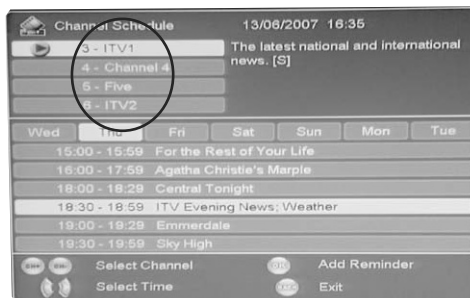 Channel Schedule 13/06/2007 16:35
3 - ITV1
4 - Channel 4
5 - Five
6 - ITV2
The latest national and international
news. [S]
Wed Thu Fri Sat Sun Mon Tue
15:00 - 15:59 For the Rest of Your Life
16:00 - 17:59 Agatha Christie's Marple
18:00 - 18:29 Central Tonight
18:30 - 18:59 ITV Evening News; Weather
19:00 - 19:29 Emmerdale
19:30 - 19:59 Sky High
CH+ CH- Select Channel Add Reminder
Select Time Exit